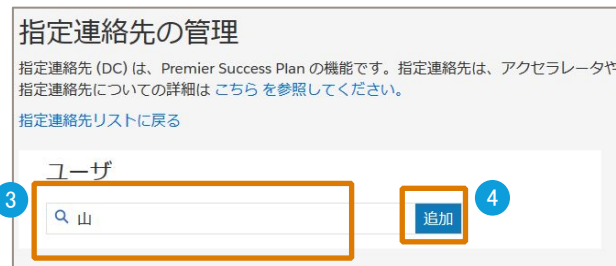 指定連絡先の管理
指定連絡先 (DC) は、Premier Success Plan の機能です。指定連絡先は、アクセラレータや
指定連絡先についての詳細は こちら を参照してください。
指定連絡先リストに戻る
ユーザ
3
山
追加
4